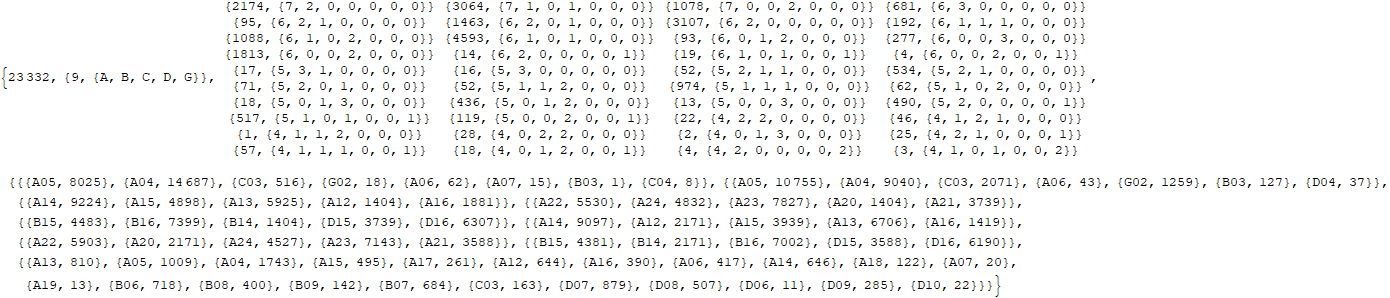 {2174, {7, 2, 0, 0, 0, 0, 0}} {3064, {7, 1, 0, 1, 0, 0, 0}} {1078, {7, 0, 0, 2, 0, 0, 0}} {681, {6, 3, 0, 0, 0, 0, 0}}
{95, {6, 2, 1, 0, 0, 0, 0}} {1463, {6, 2, 0, 1, 0, 0, 0}} {3107, {6, 2, 0, 0, 0, 0, 1}} {192, {6, 1, 1, 1, 0, 0, 0}}
{1088, {6, 1, 0, 2, 0, 0, 0}} {4593, {6, 1, 0, 1, 0, 0, 0}} {93, {6, 0, 1, 2, 0, 0, 0}} {277, {6, 0, 0, 3, 0, 0, 0}}
{1813, {6, 0, 0, 2, 0, 0, 0}} {14, {6, 2, 0, 0, 0, 0, 1}} {19, {6, 1, 0, 1, 0, 0, 1}} {4, {6, 0, 0, 2, 0, 0, 1}}
{23 332, {9, {A, B, C, D, G}}, {17, {5, 3, 1, 0, 0, 0, 0}} {16, {5, 3, 0, 0, 0, 0, 0}} {52, {5, 2, 1, 1, 0, 0, 0}} {534, {5, 2, 1, 0, 0, 0, 0}} ,
{71, {5, 2, 0, 1, 0, 0, 0}} {52, {5, 1, 1, 2, 0, 0, 0}} {974, {5, 1, 1, 1, 0, 0, 0}} {62, {5, 1, 0, 2, 0, 0, 0}}
{18, {5, 0, 1, 3, 0, 0, 0}} {436, {5, 0, 1, 2, 0, 0, 0}} {13, {5, 0, 0, 3, 0, 0, 0}} {490, {5, 2, 0, 0, 0, 0, 1}}
{517, {5, 1, 0, 1, 0, 0, 1}} {119, {5, 0, 0, 2, 0, 0, 1}} {22, {4, 2, 2, 0, 0, 0, 0}} {46, {4, 1, 2, 1, 0, 0, 0}}
{1, {4, 1, 1, 2, 0, 0, 0}} {28, {4, 0, 2, 2, 0, 0, 0}} {2, {4, 0, 1, 3, 0, 0, 0}} {25, {4, 2, 1, 0, 0, 0, 1}}
{57, {4, 1, 1, 1, 0, 0, 1}} {18, {4, 0, 1, 2, 0, 0, 1}} {4, {4, 2, 0, 0, 0, 0, 2}} {3, {4, 1, 0, 1, 0, 0, 2}}
{{{A05, 8025}, {A04, 14 687}, {C03, 516}, {G02, 18}, {A06, 62}, {A07, 15}, {B03, 1}, {C04, 8}}, {{A05, 10 755}, {A04, 9040}, {C03, 2071}, {A06, 43}, {G02, 1259}, {B03, 127}, {D04, 37}},
{{A14, 9224}, {A15, 4898}, {A13, 5925}, {A12, 1404}, {A16, 1881}}, {{A22, 5530}, {A24, 4832}, {A23, 7827}, {A20, 1404}, {A21, 3739}},
{{B15, 4483}, {B16, 7399}, {B14, 1404}, {D15, 3739}, {D16, 6307}}, {{A14, 9097}, {A12, 2171}, {A15, 3939}, {A13, 6706}, {A16, 1419}},
{{A22, 5903}, {A20, 2171}, {A24, 4527}, {A23, 7143}, {A21, 3588}}, {{B15, 4381}, {B14, 2171}, {B16, 7002}, {D15, 3588}, {D16, 6190}},
{{A13, 810}, {A05, 1009}, {A04, 1743}, {A15, 495}, {A17, 261}, {A12, 644}, {A16, 390}, {A06, 417}, {A14, 646}, {A18, 122}, {A07, 20},
{A19, 13}, {B06, 718}, {B08, 400}, {B09, 142}, {B07, 684}, {C03, 163}, {D07, 879}, {D08, 507}, {D06, 11}, {D09, 285}, {D10, 22}}}}